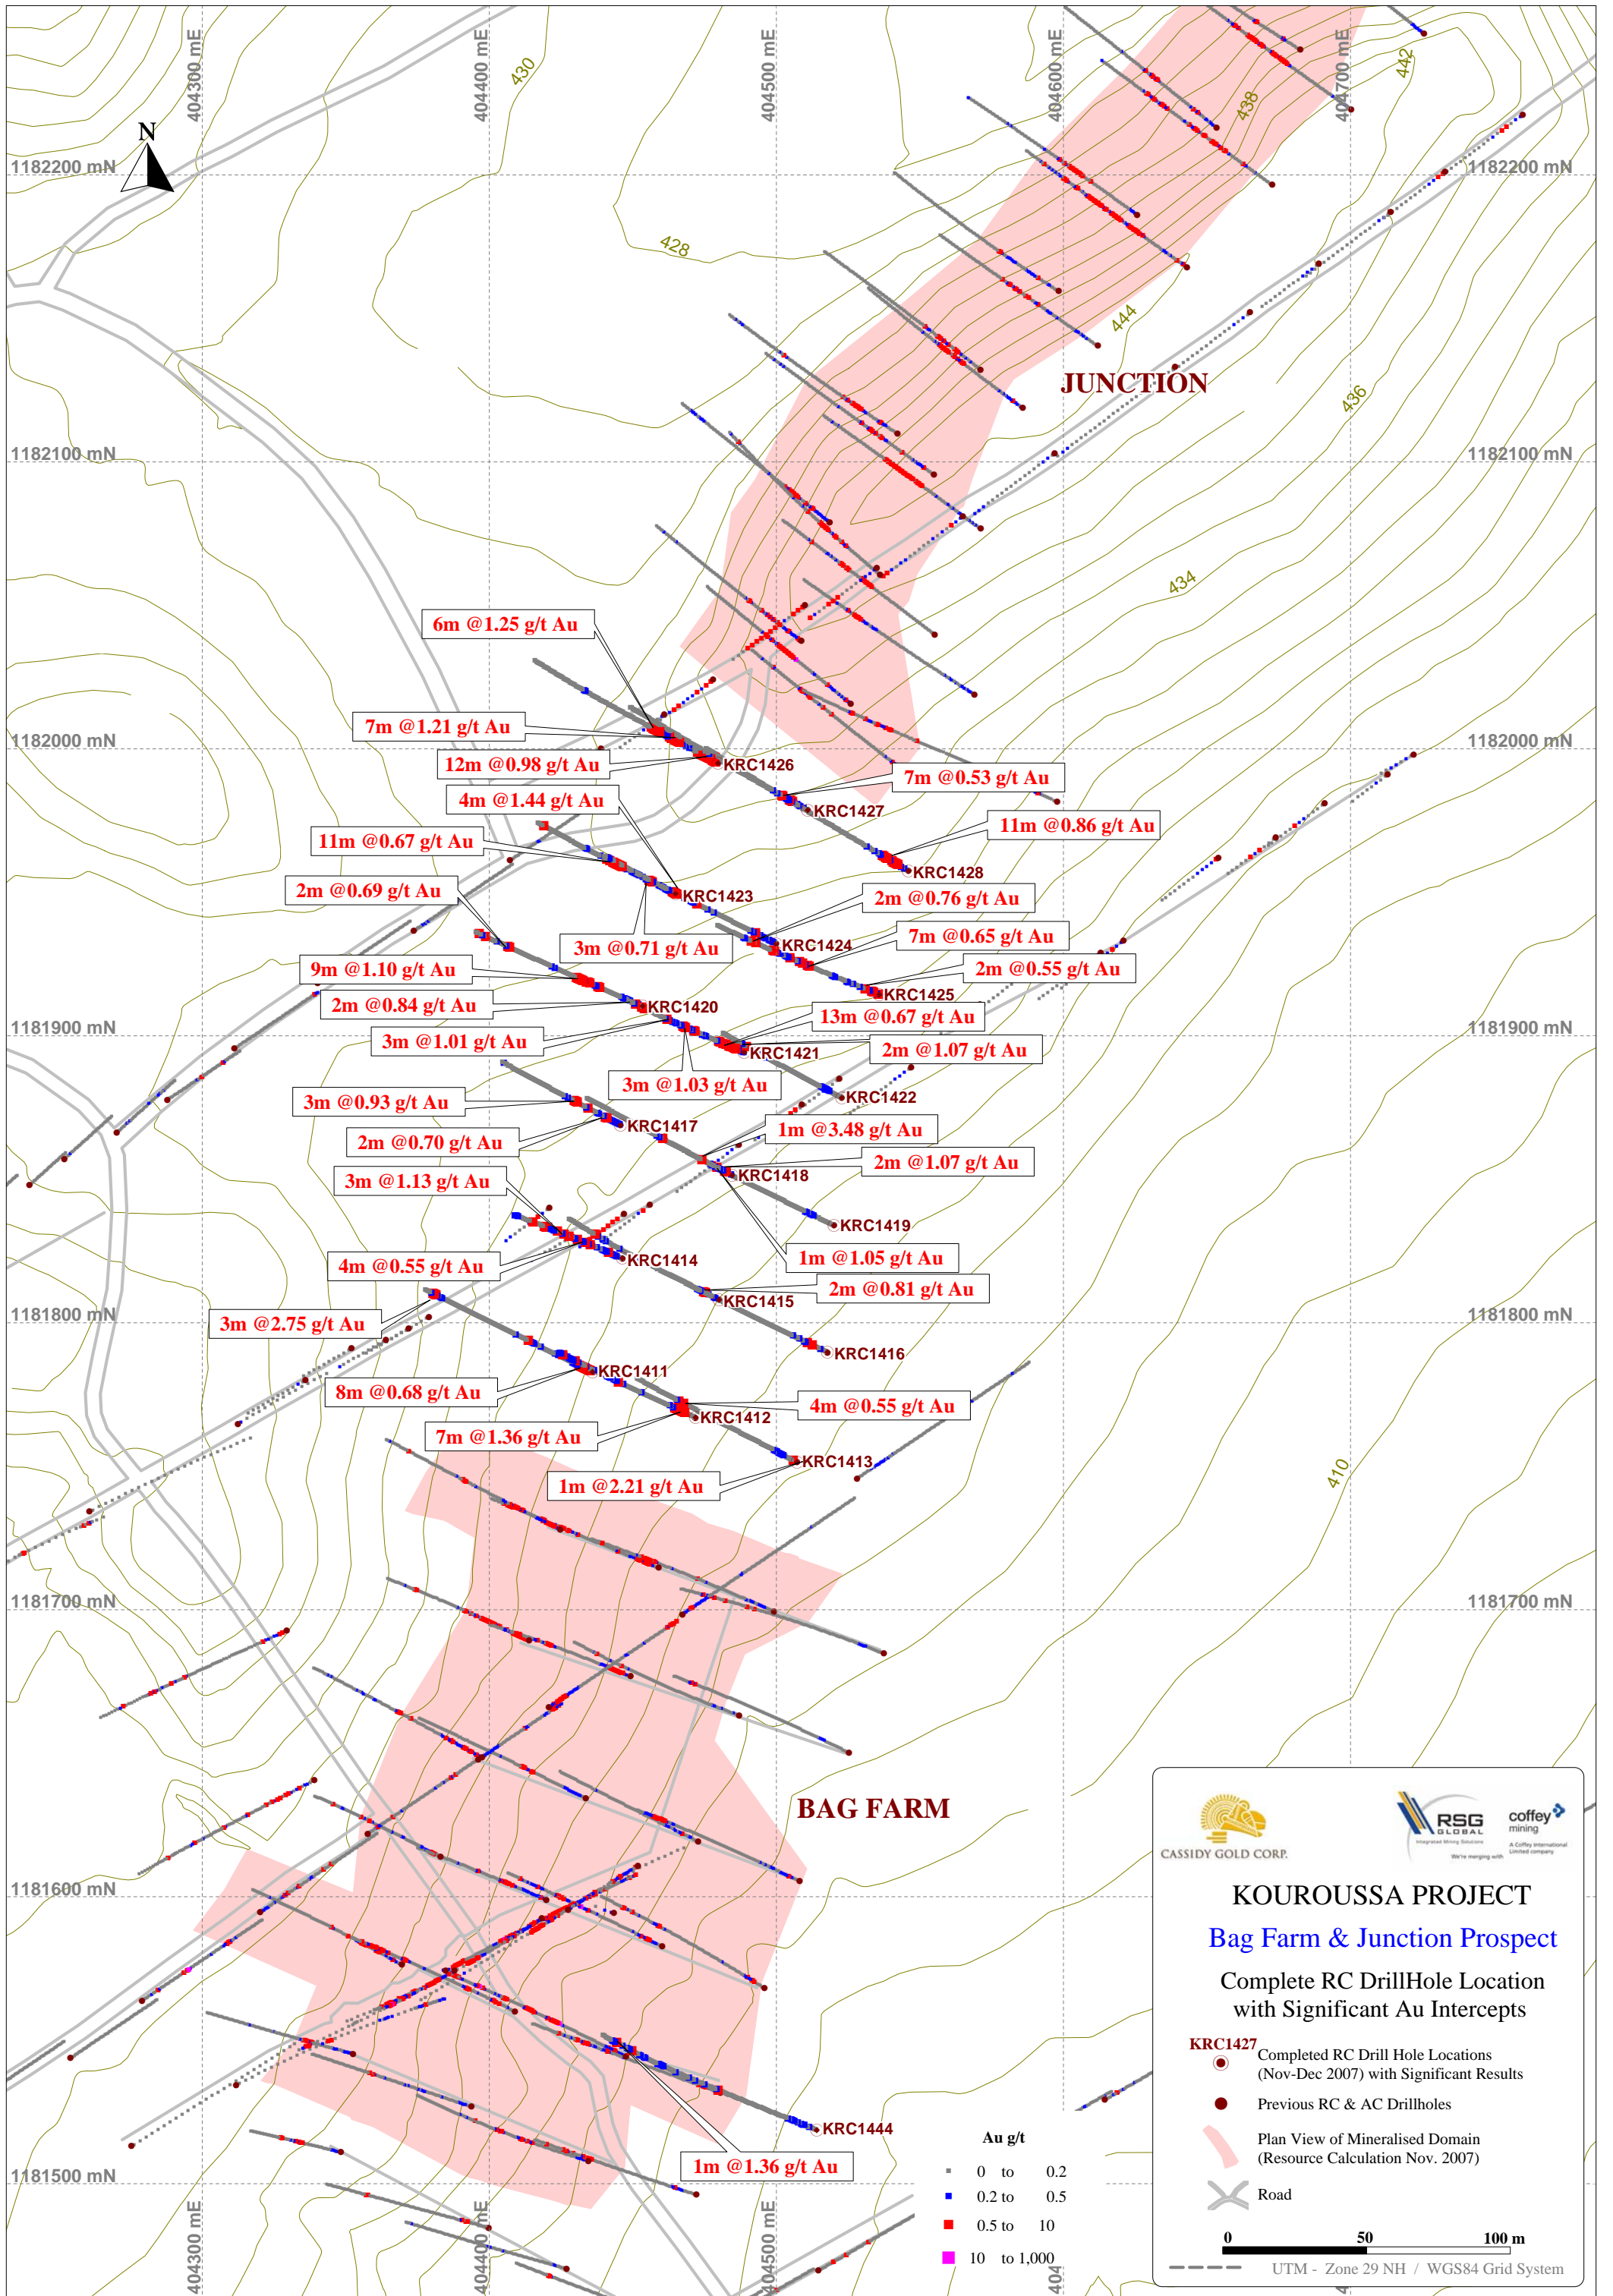 404300 mE
404400 mE
404500 mE
404600 mE
404700 mE
430
442
438
N
1182200 mN
1182200 mN
428
444
JUNCTION
436
1182100 mN
1182100 mN
434
6m @1.25 g/t Au
7m @1.21 g/t Au
1182000 mN
1182000 mN
12m @0.98 g/t Au
KRC1426
7m @0.53 g/t Au
4m @1.44 g/t Au
KRC1427
11m @0.86 g/t Au
11m @0.67 g/t Au
KRC1428
2m @0.69 g/t Au
KRC1423
2m @0.76 g/t Au
3m @0.71 g/t Au
KRC1424
7m @0.65 g/t Au
9m @1.10 g/t Au
2m @0.55 g/t Au
2m @0.84 g/t Au
KRC1420
KRC1425
13m @0.67 g/t Au
1181900 mN
1181900 mN
3m @1.01 g/t Au
KRC1421
2m @1.07 g/t Au
3m @1.03 g/t Au
3m @0.93 g/t Au
KRC1422
KRC1417
1m @3.48 g/t Au
2m @0.70 g/t Au
2m @1.07 g/t Au
3m @1.13 g/t Au
KRC1418
KRC1419
4m @0.55 g/t Au
KRC1414
1m @1.05 g/t Au
2m @0.81 g/t Au
KRC1415
1181800 mN
1181800 mN
3m @2.75 g/t Au
KRC1416
KRC1411
8m @0.68 g/t Au
4m @0.55 g/t Au
KRC1412
7m @1.36 g/t Au
KRC1413
1m @2.21 g/t Au
410
1181700 mN
1181700 mN
BAG FARM
1181600 mN
KRC1444
1m @1.36 g/t Au
1181500 mN
404300 mE
404400 mE
404500 mE
404
Au g/t
0 to 0.2
0.2 to 0.5
0.5 to 10
10 to 1,000
CASSIDY GOLD CORP.
RSG
GLOBAL
Integrated Mining Solutions
We're merging with
coffey
mining
A Coffey International
Limited company
KOUROUSSA PROJECT
Bag Farm & Junction Prospect
Complete RC DrillHole Location
with Significant Au Intercepts
KRC1427
Completed RC Drill Hole Locations
(Nov-Dec 2007) with Significant Results
Previous RC & AC Drillholes
Plan View of Mineralised Domain
(Resource Calculation Nov. 2007)
Road
0 50 100 m
UTM - Zone 29 NH / WGS84 Grid System